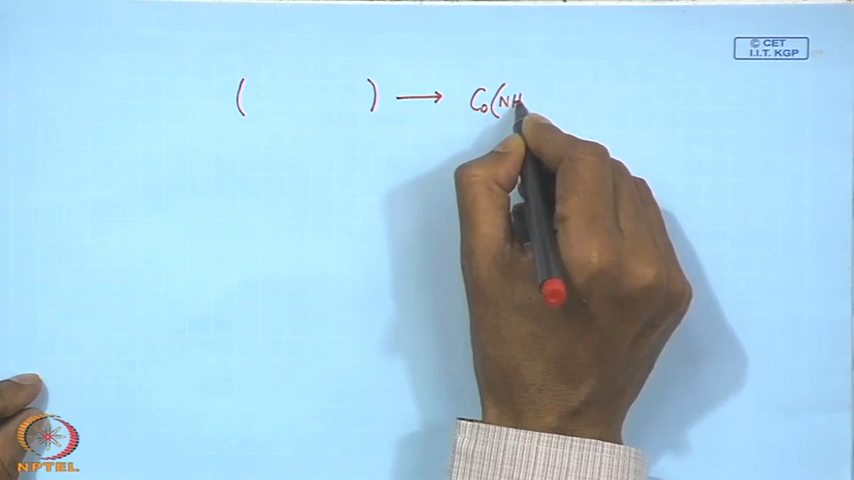 © CET
I.I.T. KGP
(          ) → Co(NH
NPTEL